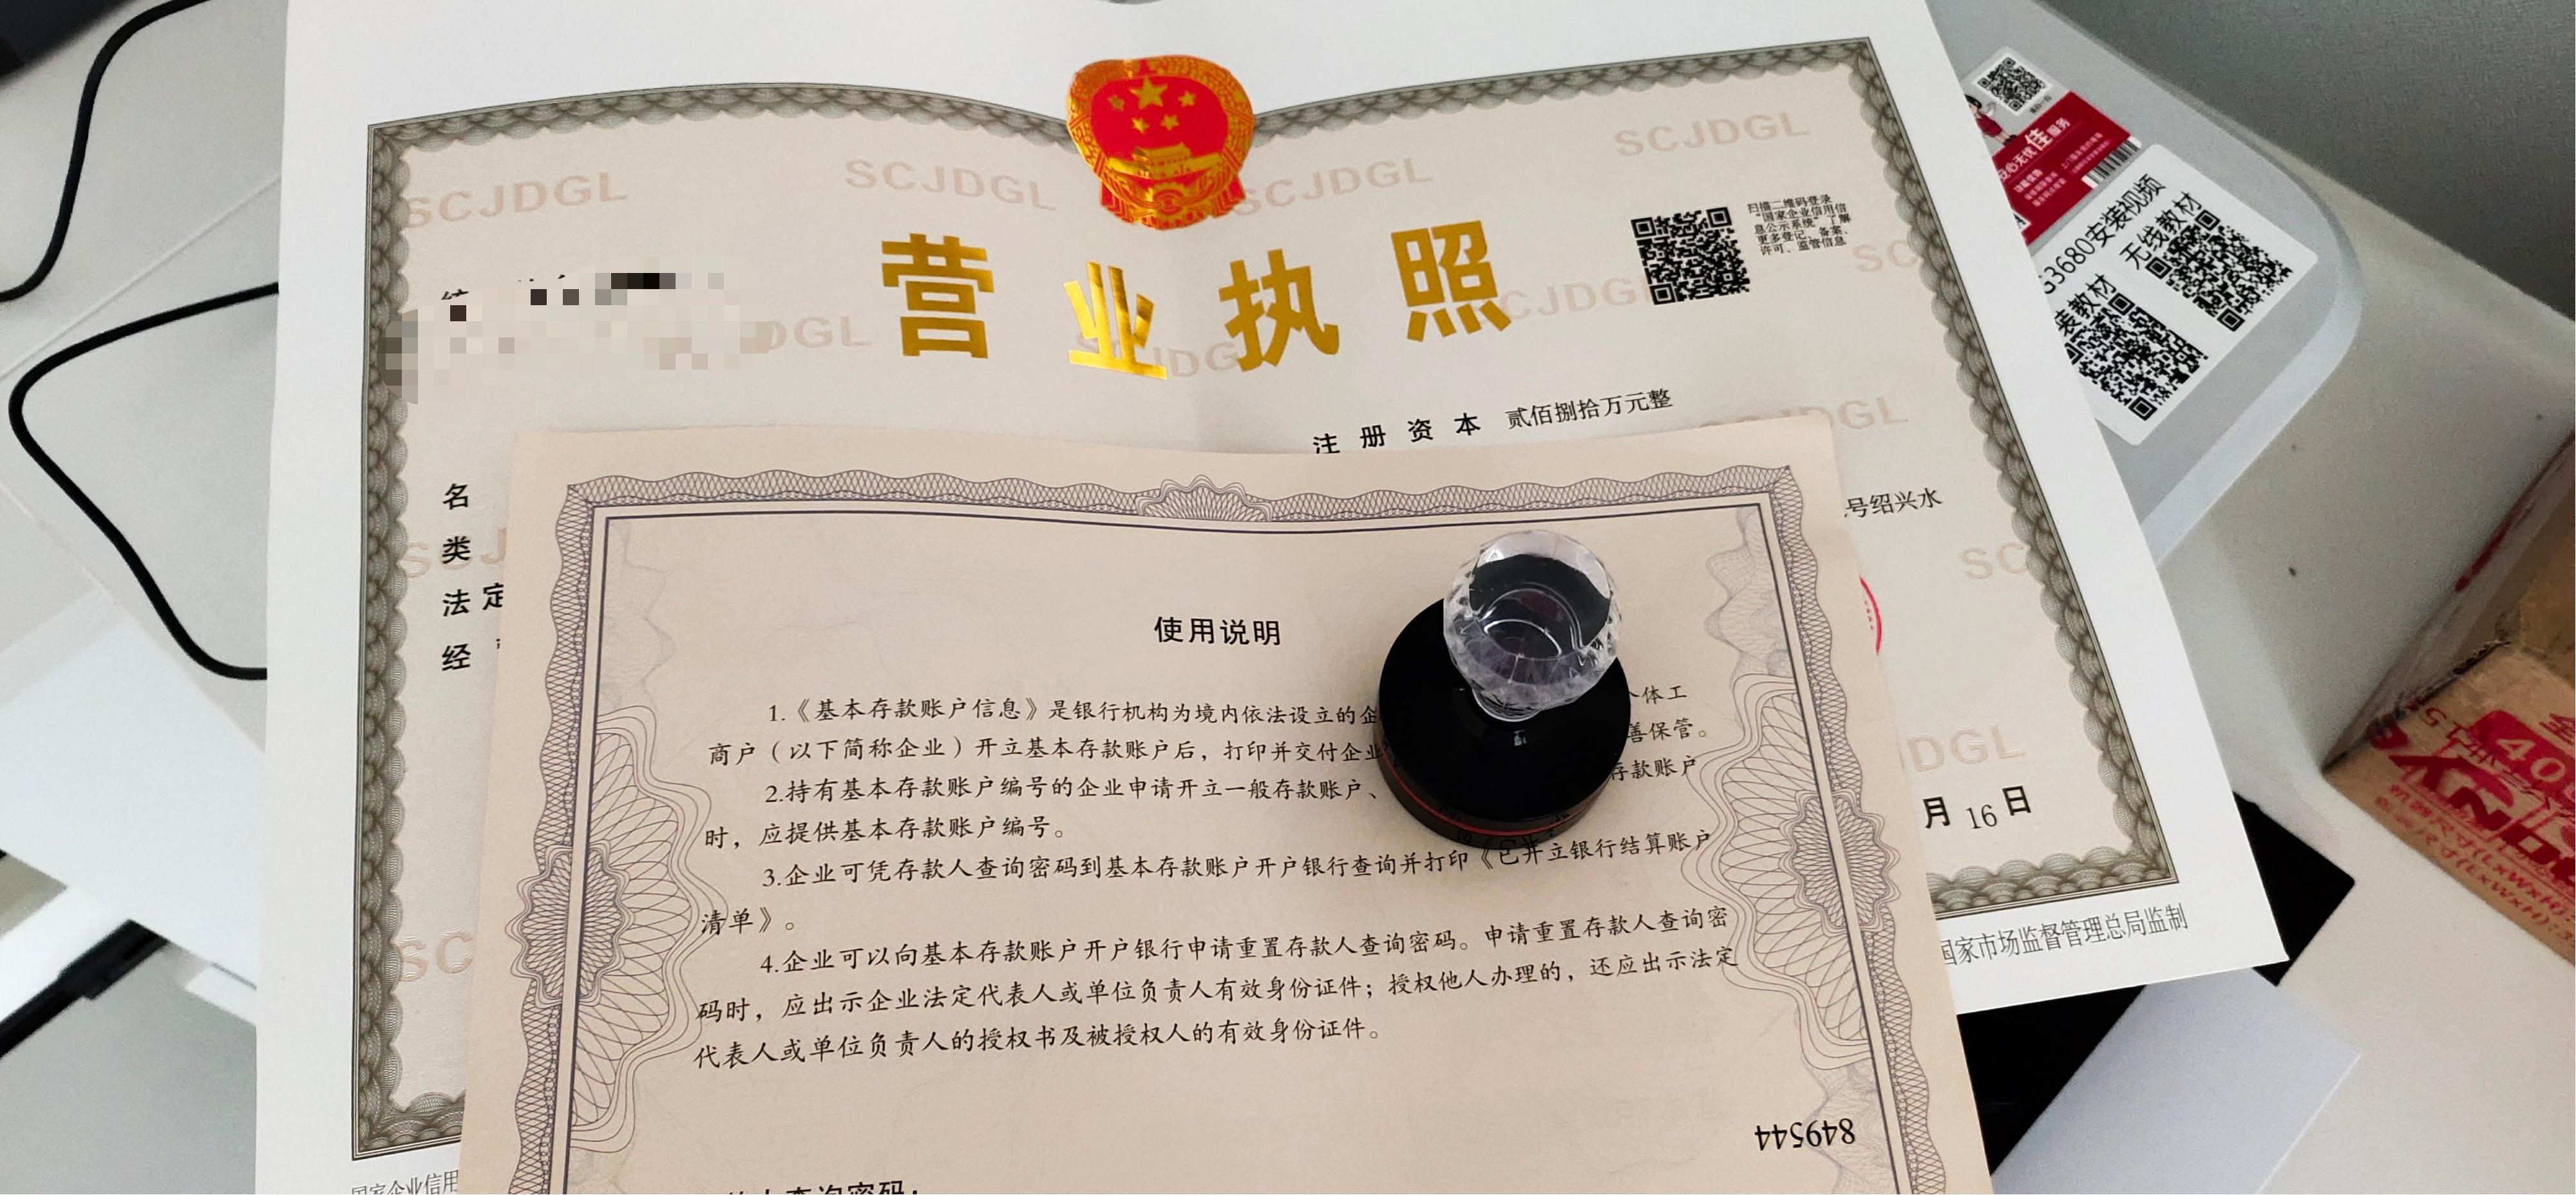 SCJDGL
SCJDGL
SCJDGL
SCJDGL
营业执照
扫描二维码登录
“国家企业信用信
息公示系统”了解
更多登记、备案、
许可、监管信息
注册资本 贰佰捌拾万元整
名
类
法定
经
号绍兴水
使用说明
1.《基本存款账户信息》是银行机构为境内依法设立的企
个体工
商户（以下简称企业）开立基本存款账户后，打印并交付企业
善保管。
2.持有基本存款账户编号的企业申请开立一般存款账户、
存款账户
时，应提供基本存款账户编号。
3.企业可凭存款人查询密码到基本存款账户开户银行查询并打印《已开立银行结算账户
清单》。
4.企业可以向基本存款账户开户银行申请重置存款人查询密码。申请重置存款人查询密
码时，应出示企业法定代表人或单位负责人有效身份证件；授权他人办理的，还应出示法定
代表人或单位负责人的授权书及被授权人的有效身份证件。
849544
月16日
国家市场监督管理总局监制
国家企业信用
查询密码：
G3680安装视频
无线教材
装教材
佳服务